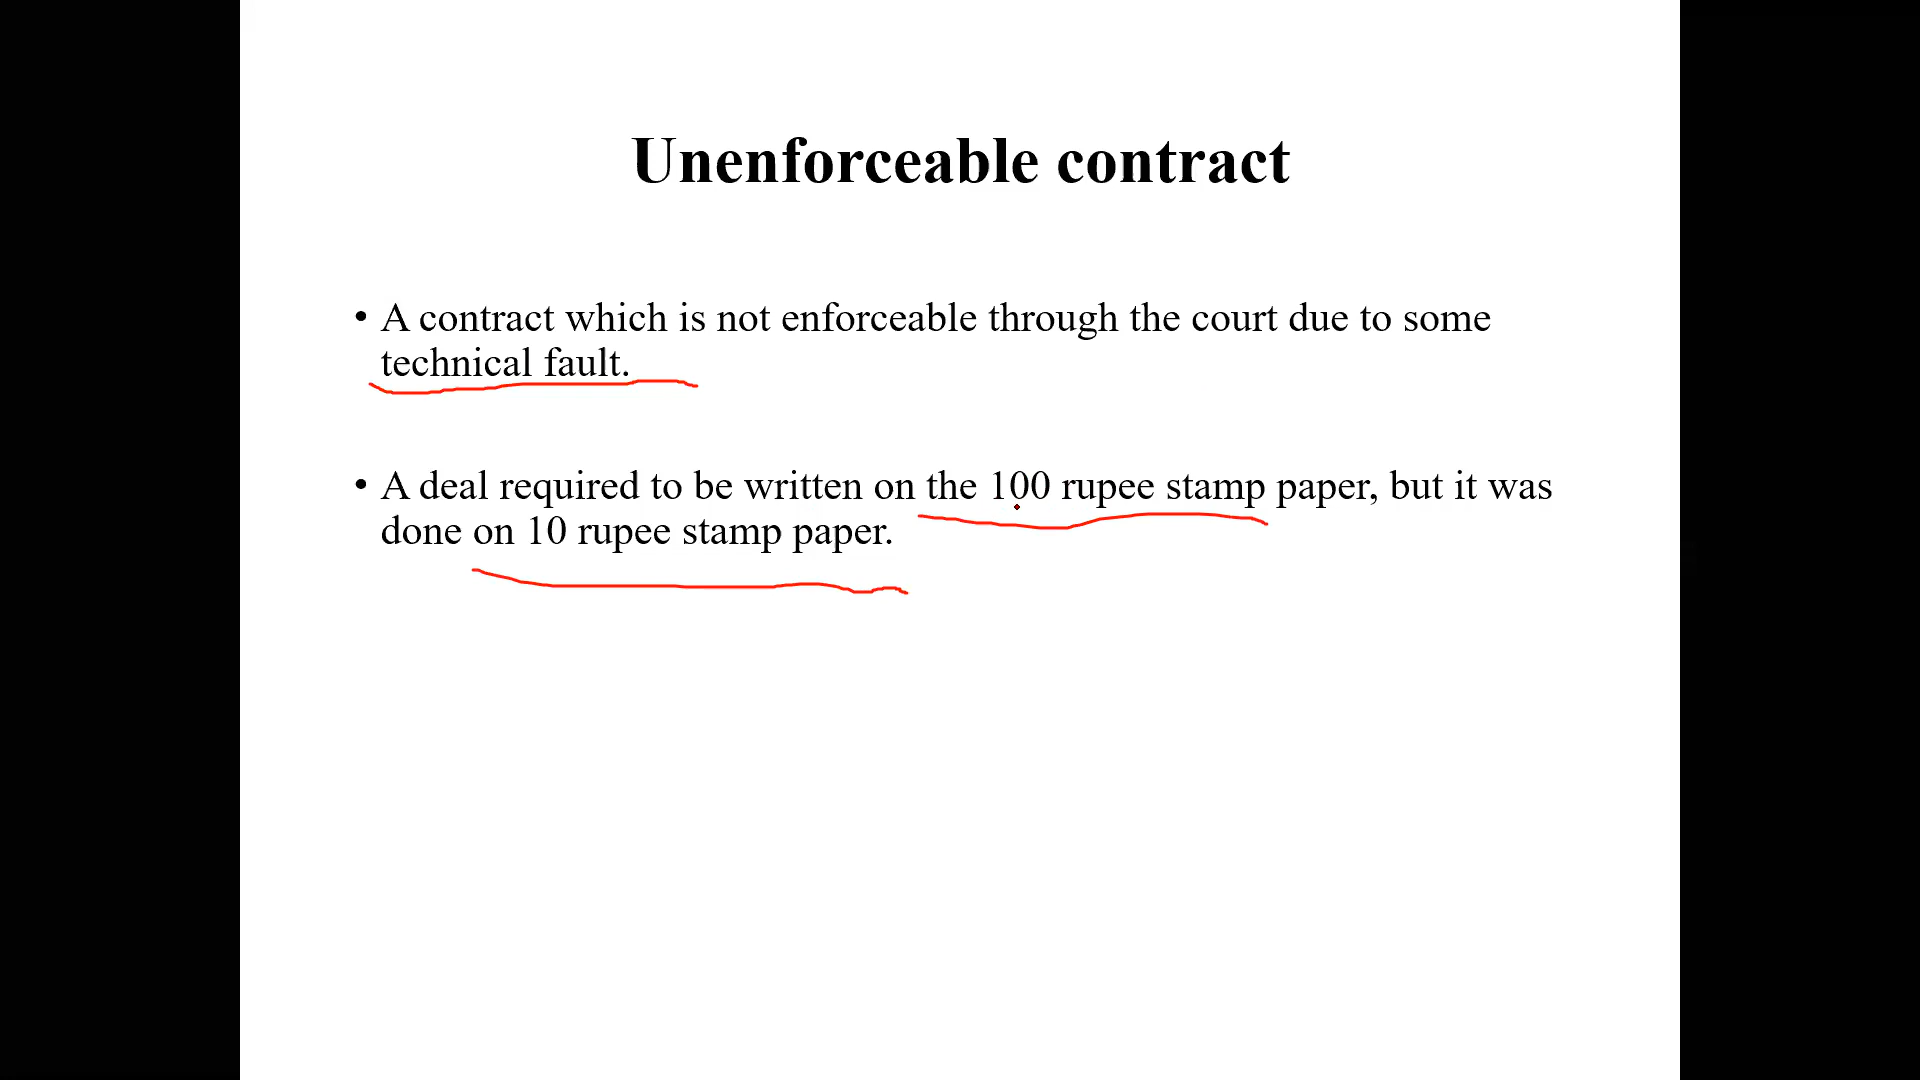 Unenforceable contract
• A contract which is not enforceable through the court due to some
technical fault.
• A deal required to be written on the 100 rupee stamp paper, but it was
done on 10 rupee stamp paper.